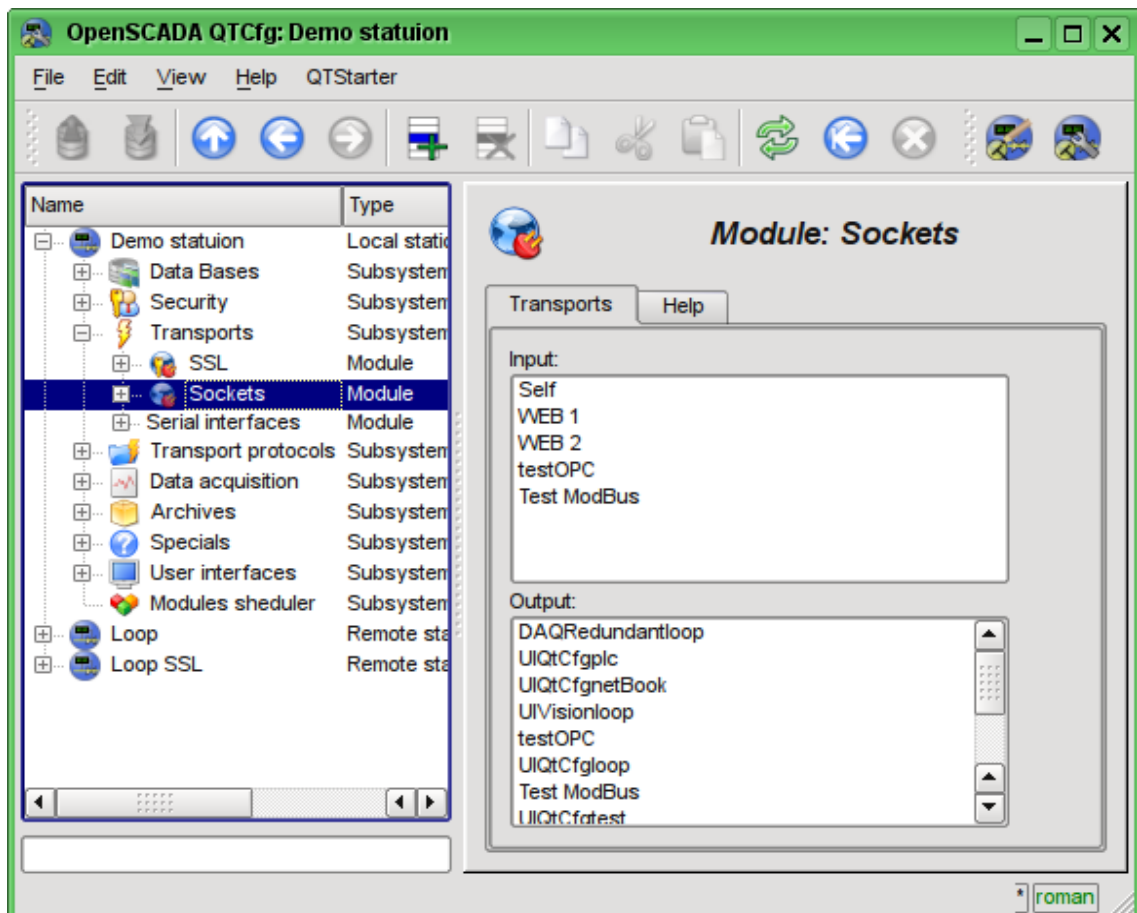 OpenSCADA QTCfg: Demo statuion
File Edit View Help QTStarter
Name Type
Demo statuion Local static
Data Bases Subsystem
Security Subsystem
Transports Subsystem
SSL Module
Sockets Module
Serial interfaces Module
Transport protocols Subsystem
Data acquisition Subsystem
Archives Subsystem
Specials Subsystem
User interfaces Subsystem
Modules sheduler Subsystem
Loop Remote sta
Loop SSL Remote sta
Module: Sockets
Transports Help
Input:
Self
WEB 1
WEB 2
testOPC
Test ModBus
Output:
DAQRedundantloop
UIQtCfgplc
UIQtCfgnetBook
UIVisionloop
testOPC
UIQtCfgloop
Test ModBus
UIQtCfgtest
* roman